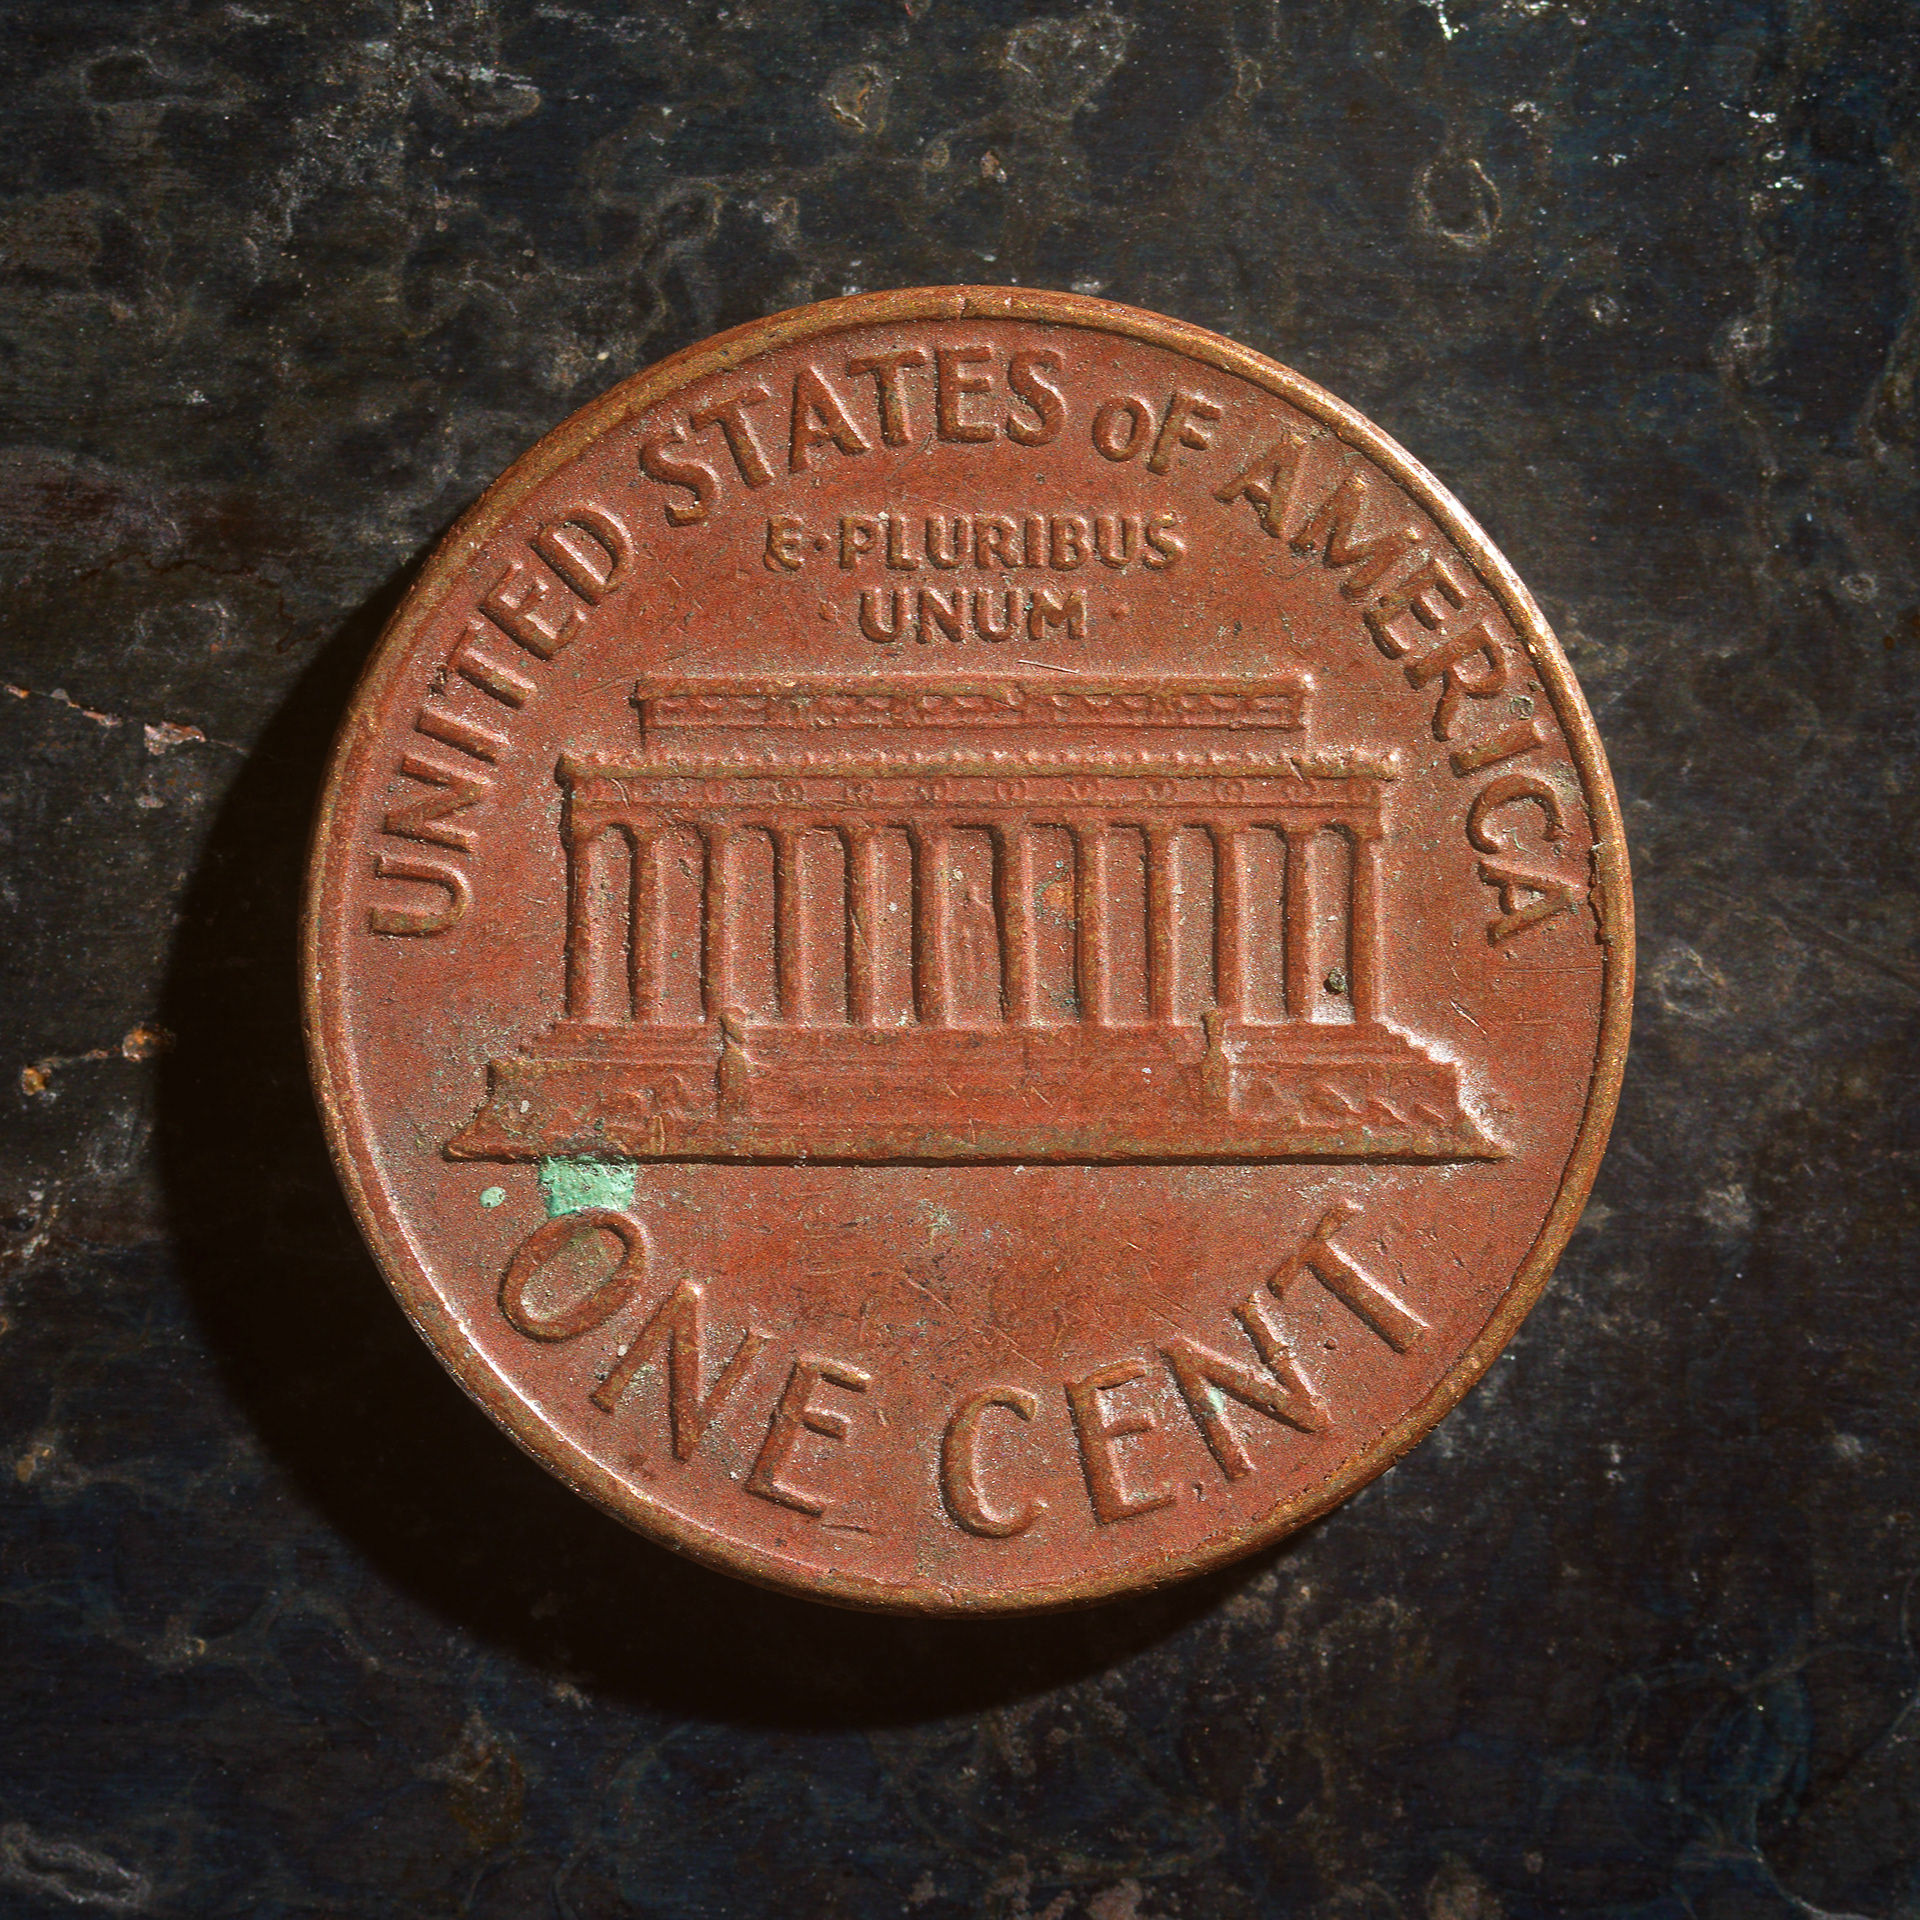 UNITED STATES OF AMERICA
E·PLURIBUS
·UNUM·
ONE CENT